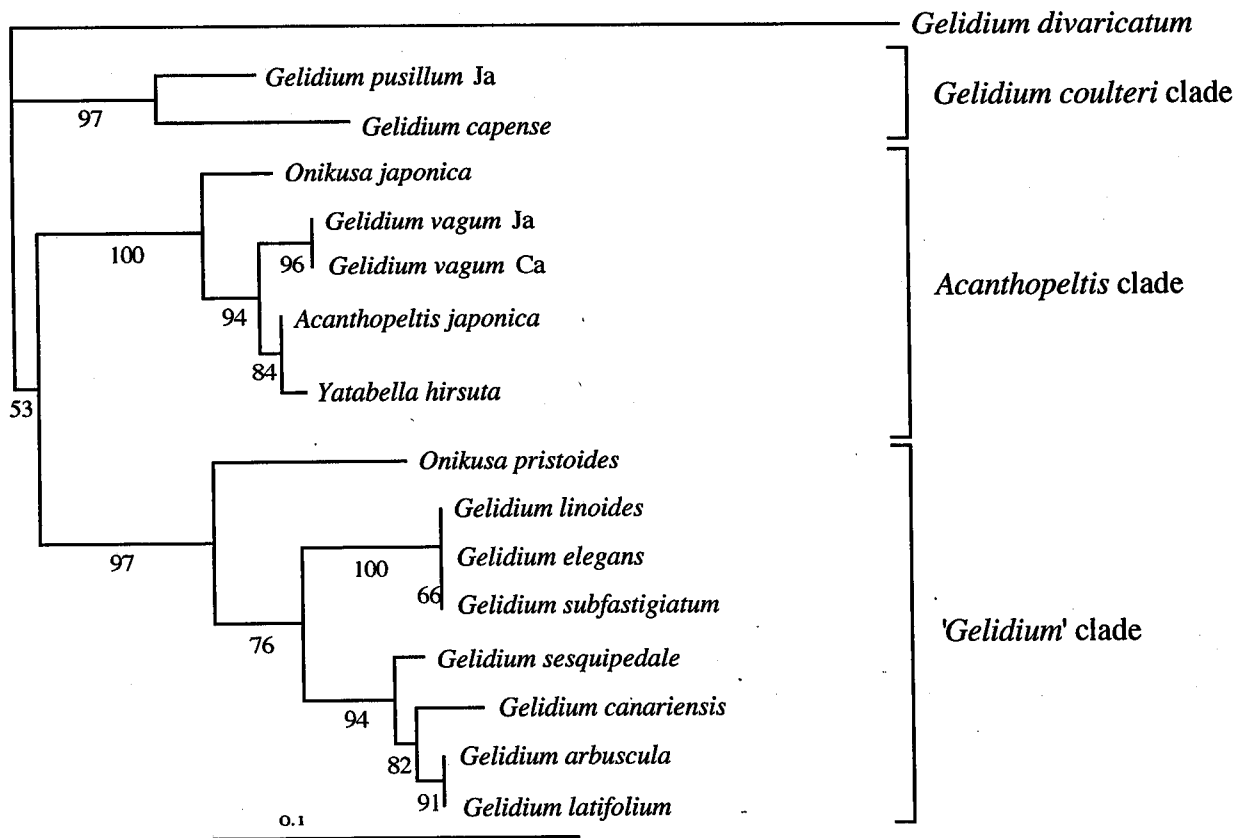 Gelidium divaricatum
Gelidium pusillum Ja
Gelidium coulteri clade
97
Gelidium capense
Onikusa japonica
Gelidium vagum Ja
100
96
Gelidium vagum Ca
Acanthopeltis clade
94
Acanthopeltis japonica
84
Yatabella hirsuta
53
Onikusa pristoides
Gelidium linoides
97
100
Gelidium elegans
66
Gelidium subfastigiatum
76
'Gelidium' clade
Gelidium sesquipedale
94
Gelidium canariensis
82
Gelidium arbuscula
91
Gelidium latifolium
0.1